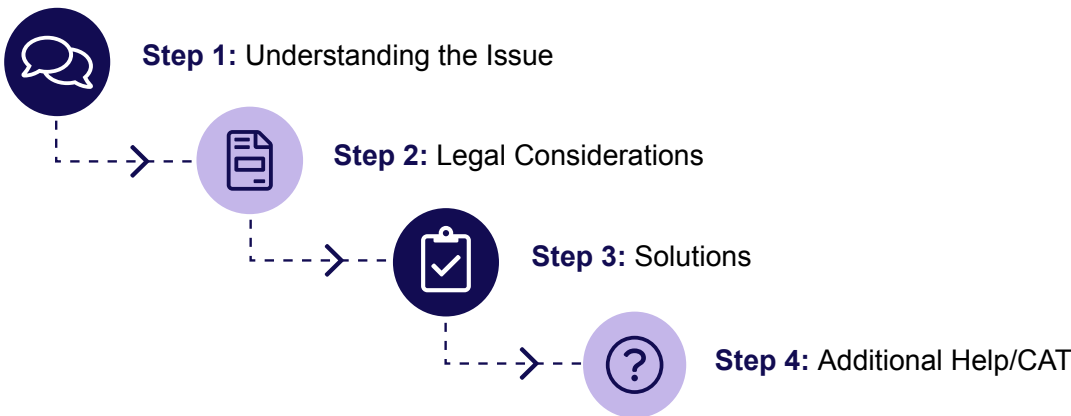 Step 1: Understanding the Issue
Step 2: Legal Considerations
Step 3: Solutions
?
Step 4: Additional Help/CAT